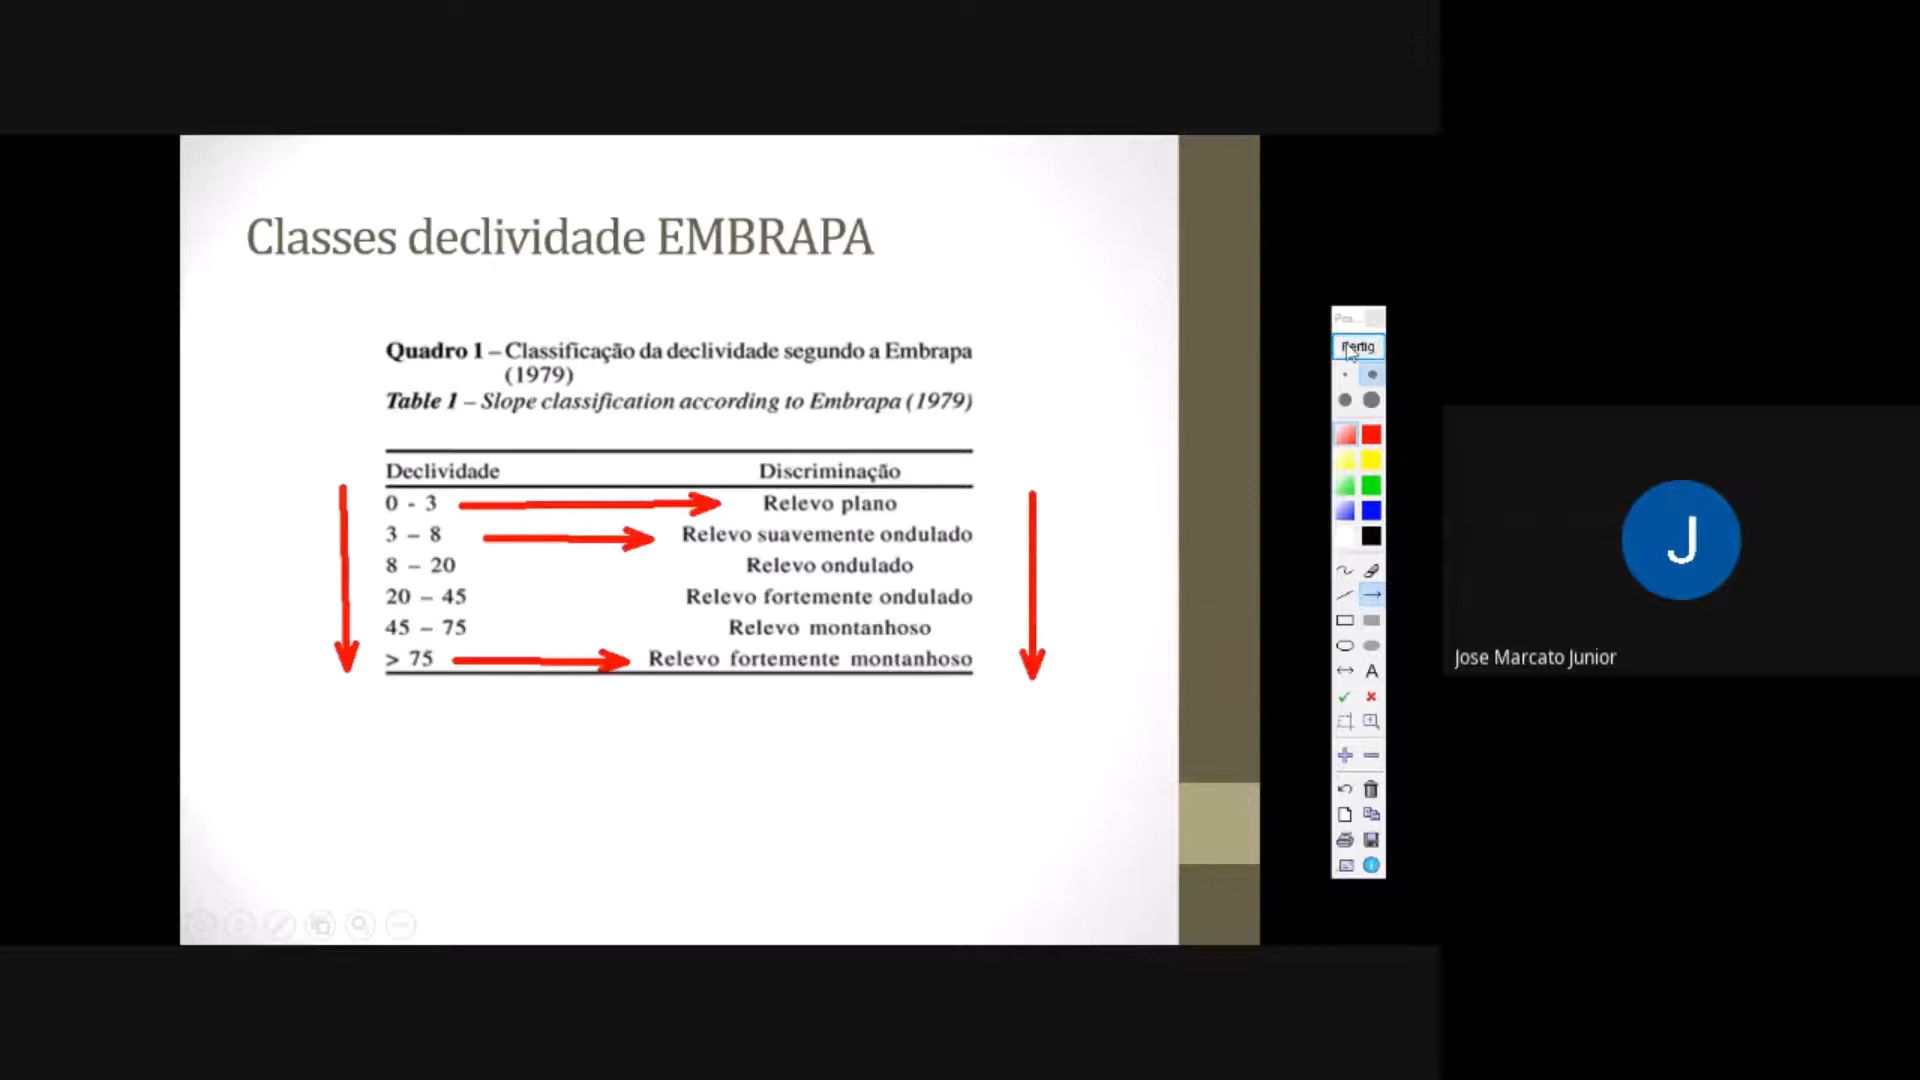 Classes declividade EMBRAPA
Quadro 1 – Classificação da declividade segundo a Embrapa
(1979)
Table 1 – Slope classification according to Embrapa (1979)
Declividade Discriminação
0 - 3 Relevo plano
3 – 8 Relevo suavemente ondulado
8 – 20 Relevo ondulado
20 – 45 Relevo fortemente ondulado
45 – 75 Relevo montanhoso
> 75 Relevo fortemente montanhoso
Fertig
A
J
Jose Marcato Junior